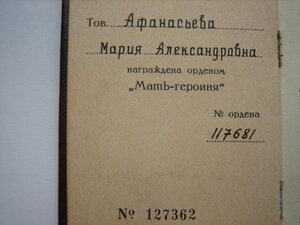 Тов. Афанасьева
Мария Александровна
награждена орденом
„Мать-героиня“
№ ордена
117681
№ 127362